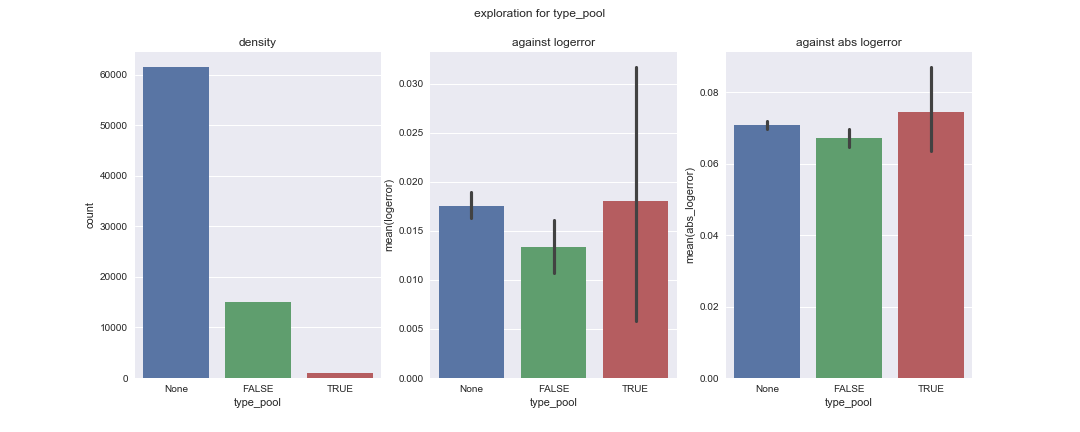 exploration for type_pool
density
60000
50000
40000
30000
20000
10000
0
count
None FALSE TRUE
type_pool
against logerror
0.030
0.025
0.020
0.015
0.010
0.005
0.000
mean(logerror)
None FALSE TRUE
type_pool
against abs logerror
0.08
0.06
0.04
0.02
0.00
mean(abs_logerror)
None FALSE TRUE
type_pool